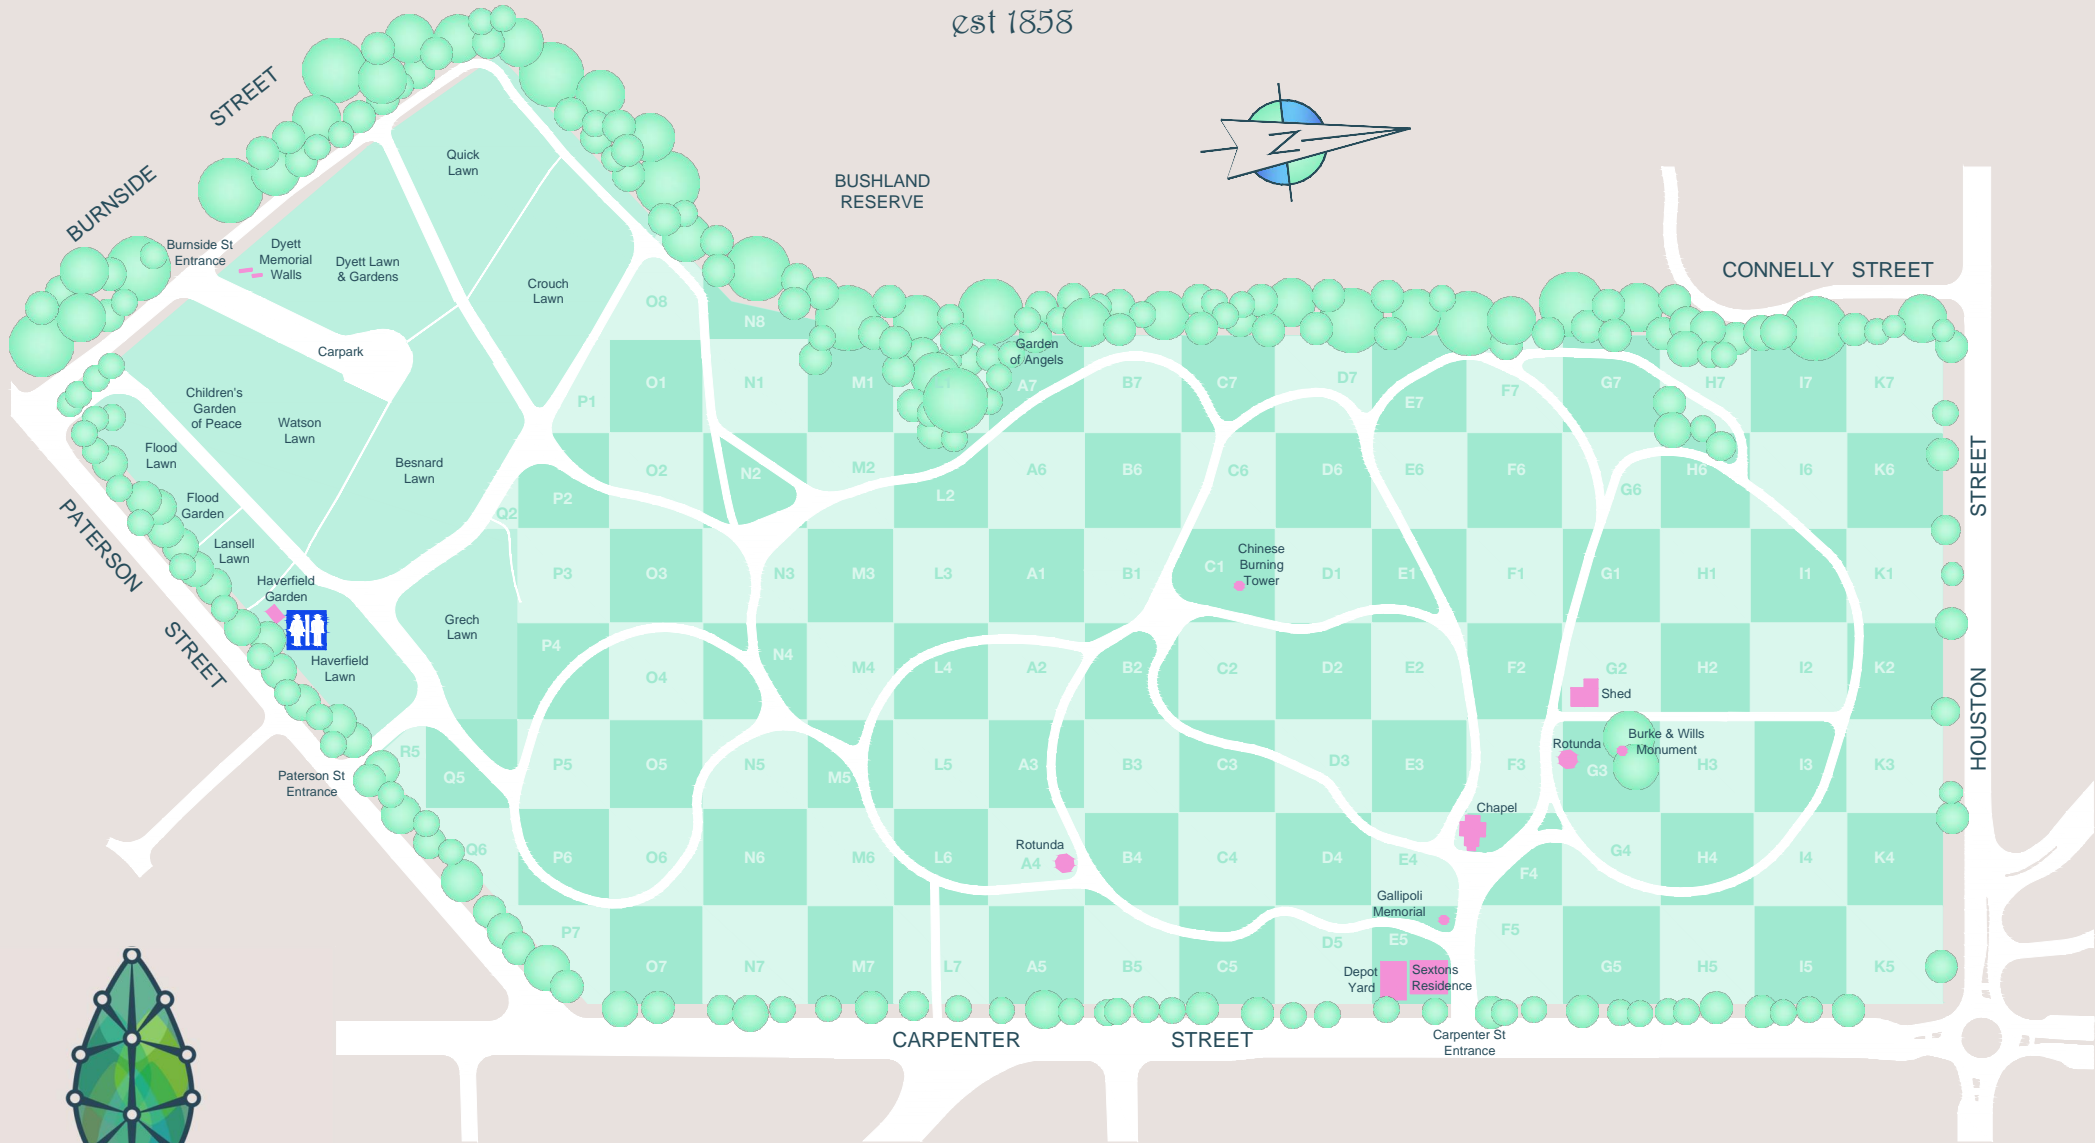 est 1858
BURNSIDE STREET
BUSHLAND
RESERVE
N
CONNELLY STREET
HOUSTON STREET
PATERSON STREET
CARPENTER STREET
Quick
Lawn
Burnside St
Entrance
Dyett
Memorial
Walls
Dyett Lawn
& Gardens
Crouch
Lawn
Carpark
Children's
Garden
of Peace
Watson
Lawn
Flood
Lawn
Besnard
Lawn
Flood
Garden
Lansell
Lawn
Haverfield
Garden
Grech
Lawn
Haverfield
Lawn
Paterson St
Entrance
Garden
of Angels
Chinese
Burning
Tower
Shed
Rotunda
Burke & Wills
Monument
Chapel
Rotunda
Gallipoli
Memorial
Depot
Yard
Sextons
Residence
Carpenter St
Entrance
O8
N8
P1 O1 N1 M1 A7 B7 C7 D7 E7 F7 G7 H7 I7 K7
Q2 P2 O2 N2 M2 L2 A6 B6 C6 D6 E6 F6 G6 H6 I6 K6
P3 O3 N3 M3 L3 A1 B1 C1 D1 E1 F1 G1 H1 I1 K1
P4 O4 N4 M4 L4 A2 B2 C2 D2 E2 F2 G2 H2 I2 K2
R5 Q5 P5 O5 N5 M5 L5 A3 B3 C3 D3 E3 F3 G3 H3 I3 K3
Q6 P6 O6 N6 M6 L6 A4 B4 C4 D4 E4 F4 G4 H4 I4 K4
P7 O7 N7 M7 L7 A5 B5 C5 D5 E5 F5 G5 H5 I5 K5